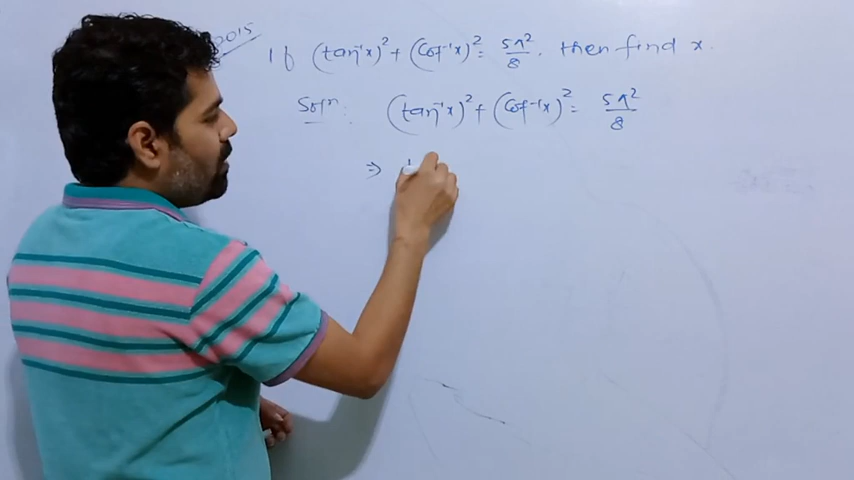 2015
If (tan⁻¹x)² + (Cot⁻¹x)² = 5π²/8 . then find x.
Solⁿ: (tan⁻¹x)² + (Cot⁻¹x)² = 5π²/8
⇒ t